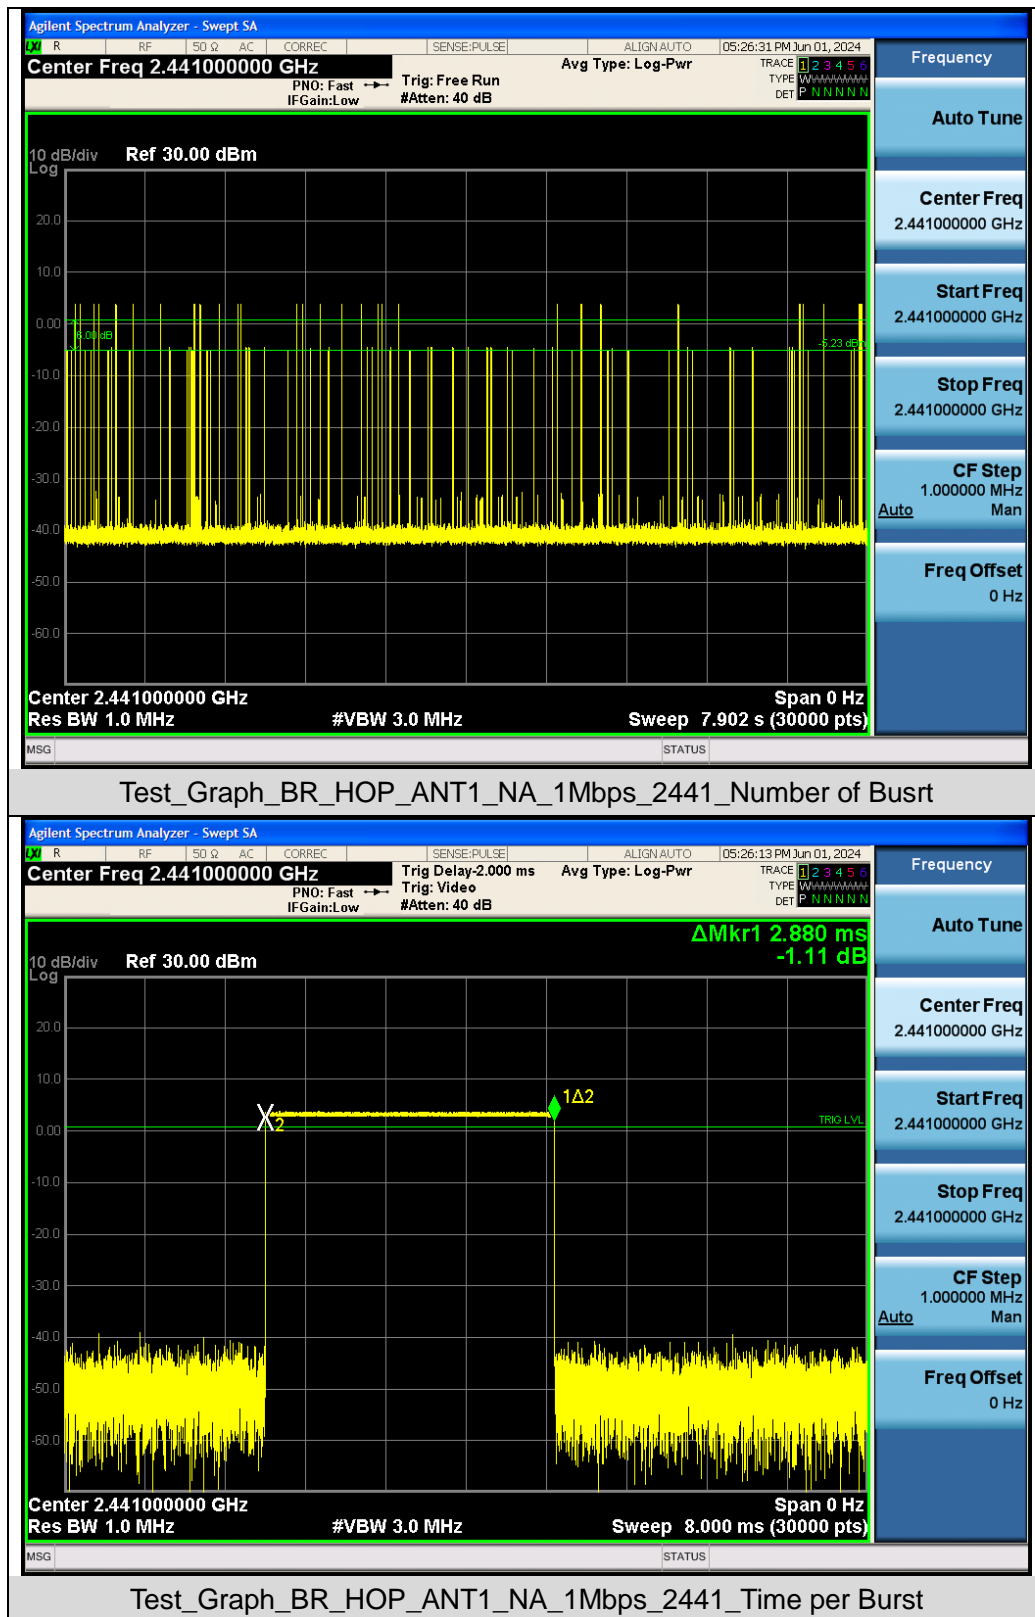 Agilent Spectrum Analyzer - Swept SA
LXI R RF 50 Ω AC CORREC SENSE:PULSE ALIGN AUTO 05:26:31 PM Jun 01, 2024
Center Freq 2.441000000 GHz Avg Type: Log-Pwr TRACE 1 2 3 4 5 6
PNO: Fast Trig: Free Run TYPE W
IFGain:Low #Atten: 40 dB DET P N N N N N
10 dB/div Ref 30.00 dBm
Log
20.0
10.0
0.00
-5.23 dBm
-10.0
-20.0
-30.0
-40.0
-50.0
-60.0
Center 2.441000000 GHz Span 0 Hz
Res BW 1.0 MHz #VBW 3.0 MHz Sweep 7.902 s (30000 pts)
MSG STATUS
Frequency
Auto Tune
Center Freq
2.441000000 GHz
Start Freq
2.441000000 GHz
Stop Freq
2.441000000 GHz
CF Step
1.000000 MHz
Auto Man
Freq Offset
0 Hz
Test_Graph_BR_HOP_ANT1_NA_1Mbps_2441_Number of Busrt
Agilent Spectrum Analyzer - Swept SA
LXI R RF 50 Ω AC CORREC SENSE:PULSE ALIGN AUTO 05:26:13 PM Jun 01, 2024
Center Freq 2.441000000 GHz Trig Delay-2.000 ms Avg Type: Log-Pwr TRACE 1 2 3 4 5 6
PNO: Fast Trig: Video TYPE W
IFGain:Low #Atten: 40 dB DET P N N N N N
ΔMkr1 2.880 ms
-1.11 dB
10 dB/div Ref 30.00 dBm
Log
20.0
10.0
1Δ2
2
TRIG LVL
0.00
-10.0
-20.0
-30.0
-40.0
-50.0
-60.0
Center 2.441000000 GHz Span 0 Hz
Res BW 1.0 MHz #VBW 3.0 MHz Sweep 8.000 ms (30000 pts)
MSG STATUS
Frequency
Auto Tune
Center Freq
2.441000000 GHz
Start Freq
2.441000000 GHz
Stop Freq
2.441000000 GHz
CF Step
1.000000 MHz
Auto Man
Freq Offset
0 Hz
Test_Graph_BR_HOP_ANT1_NA_1Mbps_2441_Time per Burst